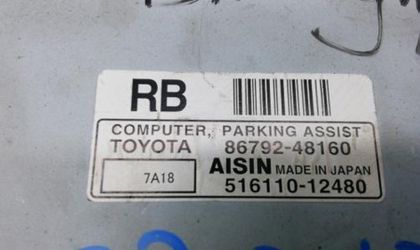 RB
COMPUTER, PARKING ASSIST
TOYOTA 86792-48160
7A18 AISIN MADE IN JAPAN
516110-12480